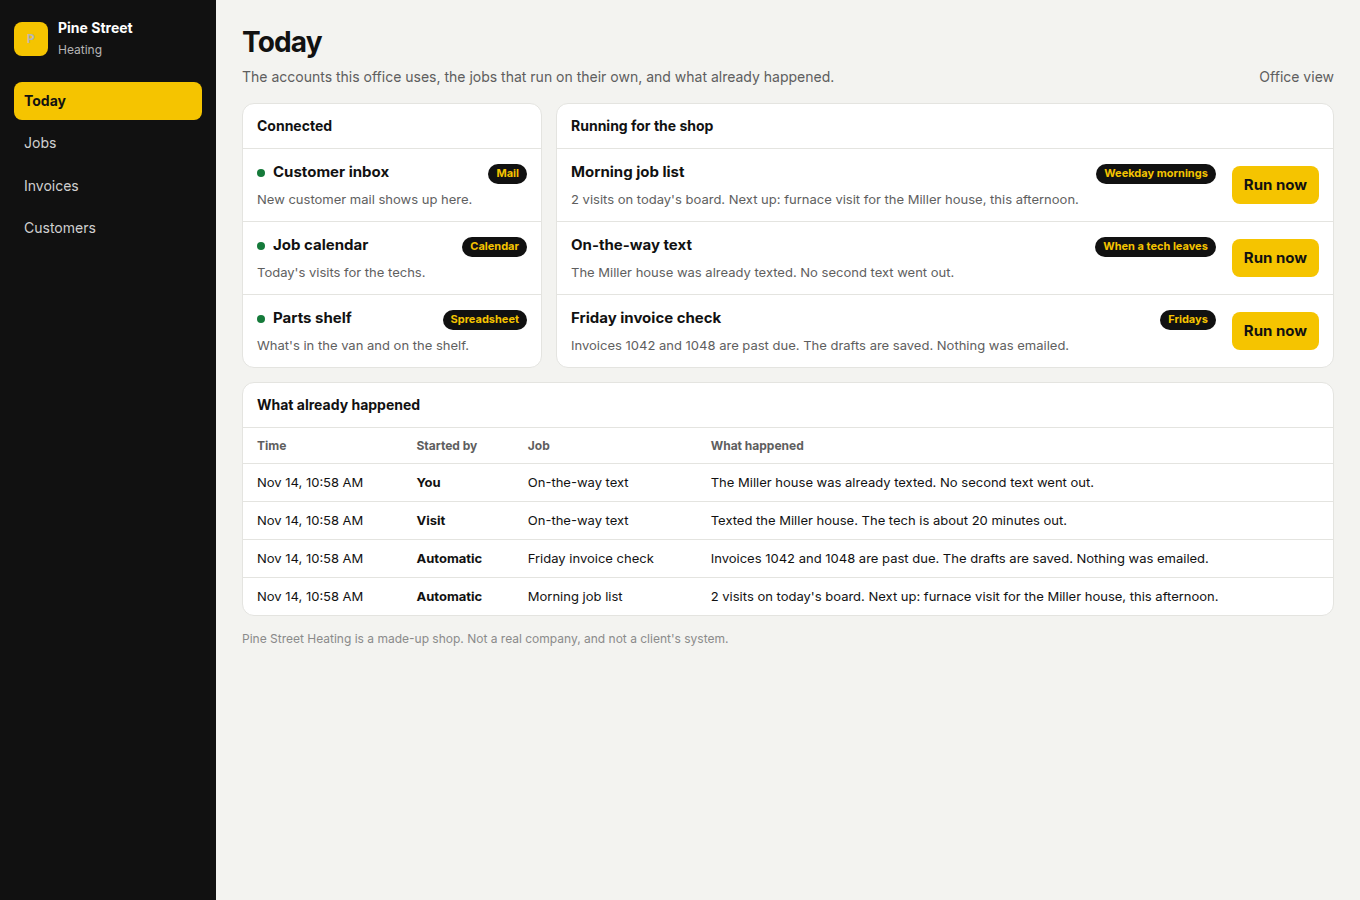 P
Pine Street
Heating
Today
Jobs
Invoices
Customers
Today
The accounts this office uses, the jobs that run on their own, and what already happened.
Office view
Connected
Customer inbox
Mail
New customer mail shows up here.
Job calendar
Calendar
Today's visits for the techs.
Parts shelf
Spreadsheet
What's in the van and on the shelf.
Running for the shop
Morning job list
Weekday mornings
Run now
2 visits on today's board. Next up: furnace visit for the Miller house, this afternoon.
On-the-way text
When a tech leaves
Run now
The Miller house was already texted. No second text went out.
Friday invoice check
Fridays
Run now
Invoices 1042 and 1048 are past due. The drafts are saved. Nothing was emailed.
What already happened
Time Started by Job What happened
Nov 14, 10:58 AM You On-the-way text The Miller house was already texted. No second text went out.
Nov 14, 10:58 AM Visit On-the-way text Texted the Miller house. The tech is about 20 minutes out.
Nov 14, 10:58 AM Automatic Friday invoice check Invoices 1042 and 1048 are past due. The drafts are saved. Nothing was emailed.
Nov 14, 10:58 AM Automatic Morning job list 2 visits on today's board. Next up: furnace visit for the Miller house, this afternoon.
Pine Street Heating is a made-up shop. Not a real company, and not a client's system.